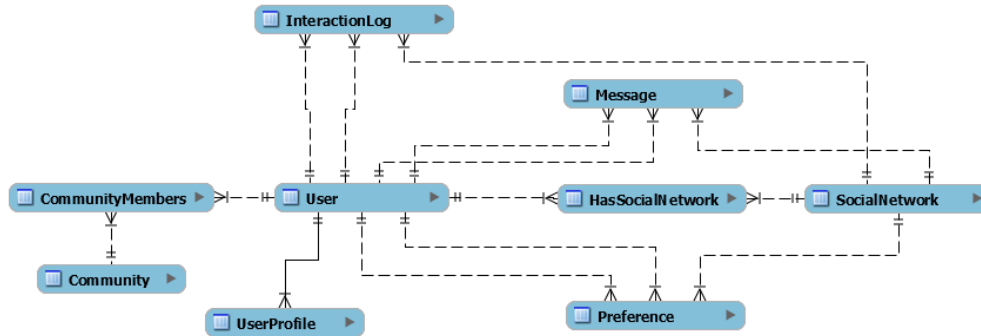 InteractionLog
Message
CommunityMembers
User
HasSocialNetwork
SocialNetwork
Community
UserProfile
Preference